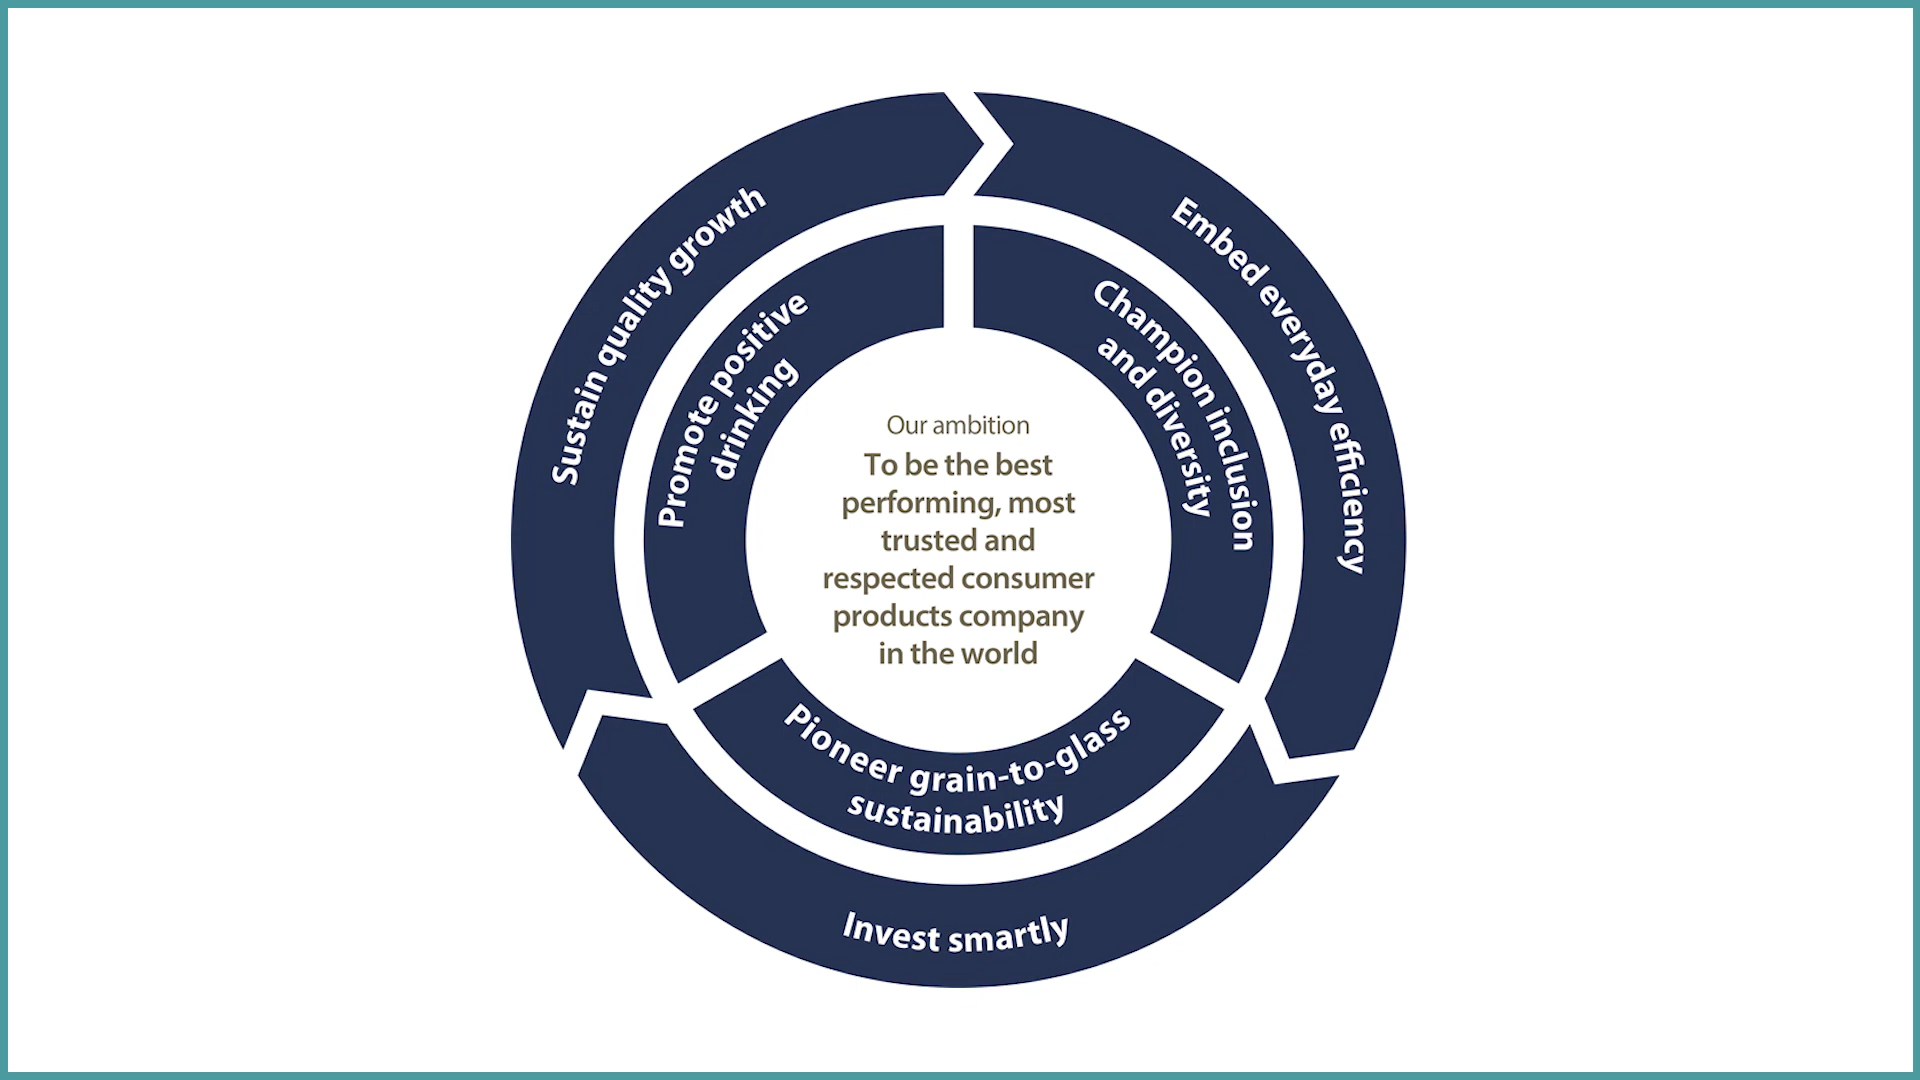 Sustain quality growth
Embed everyday efficiency
Promote positive
drinking
Champion inclusion
and diversity
Our ambition
To be the best
performing, most
trusted and
respected consumer
products company
in the world
Pioneer grain-to-glass
sustainability
Invest smartly